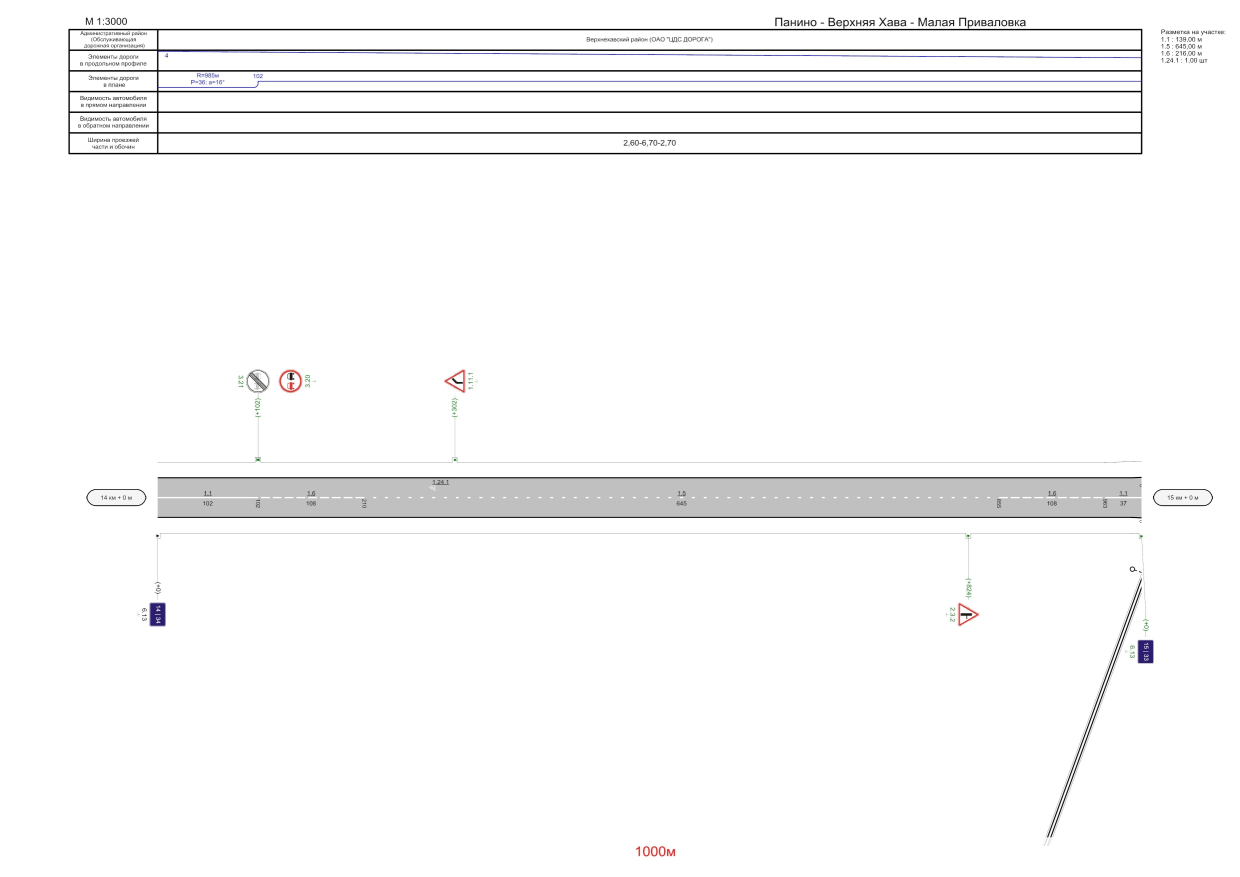 М 1:3000
Панино - Верхняя Хава - Малая Приваловка
Административный район
(Обслуживающая
дорожная организация)
Верхнехавский район (ОАО "ЦДС ДОРОГА")
Элементы дороги
в продольном профиле
4
Элементы дороги
в плане
R=985м
P=36; a=16°
102
Видимость автомобиля
в прямом направлении
Видимость автомобиля
в обратном направлении
Ширина проезжей
части и обочин
2,60-6,70-2,70
Разметка на участке:
1.1 : 139,00 м
1.5 : 645,00 м
1.6 : 216,00 м
1.24.1 : 1,00 шт
3.21
3.20
1.11.1
(+102)
(+302)
14 км + 0 м
1.1
102
102
1.6
108
210
1.24.1
1.5
645
855
1.6
108
963
1.1
37
15 км + 0 м
(+0)
6.13
14 | 34
(+824)
2.3.2
(+0)
6.13
15 | 33
1000м